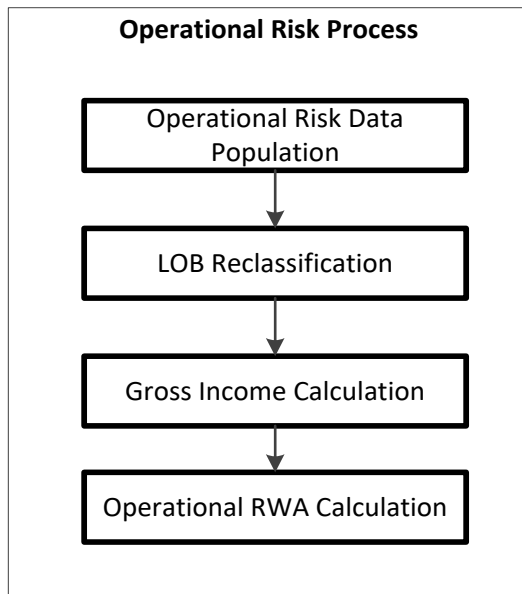 Operational Risk Process
Operational Risk Data
Population
LOB Reclassification
Gross Income Calculation
Operational RWA Calculation